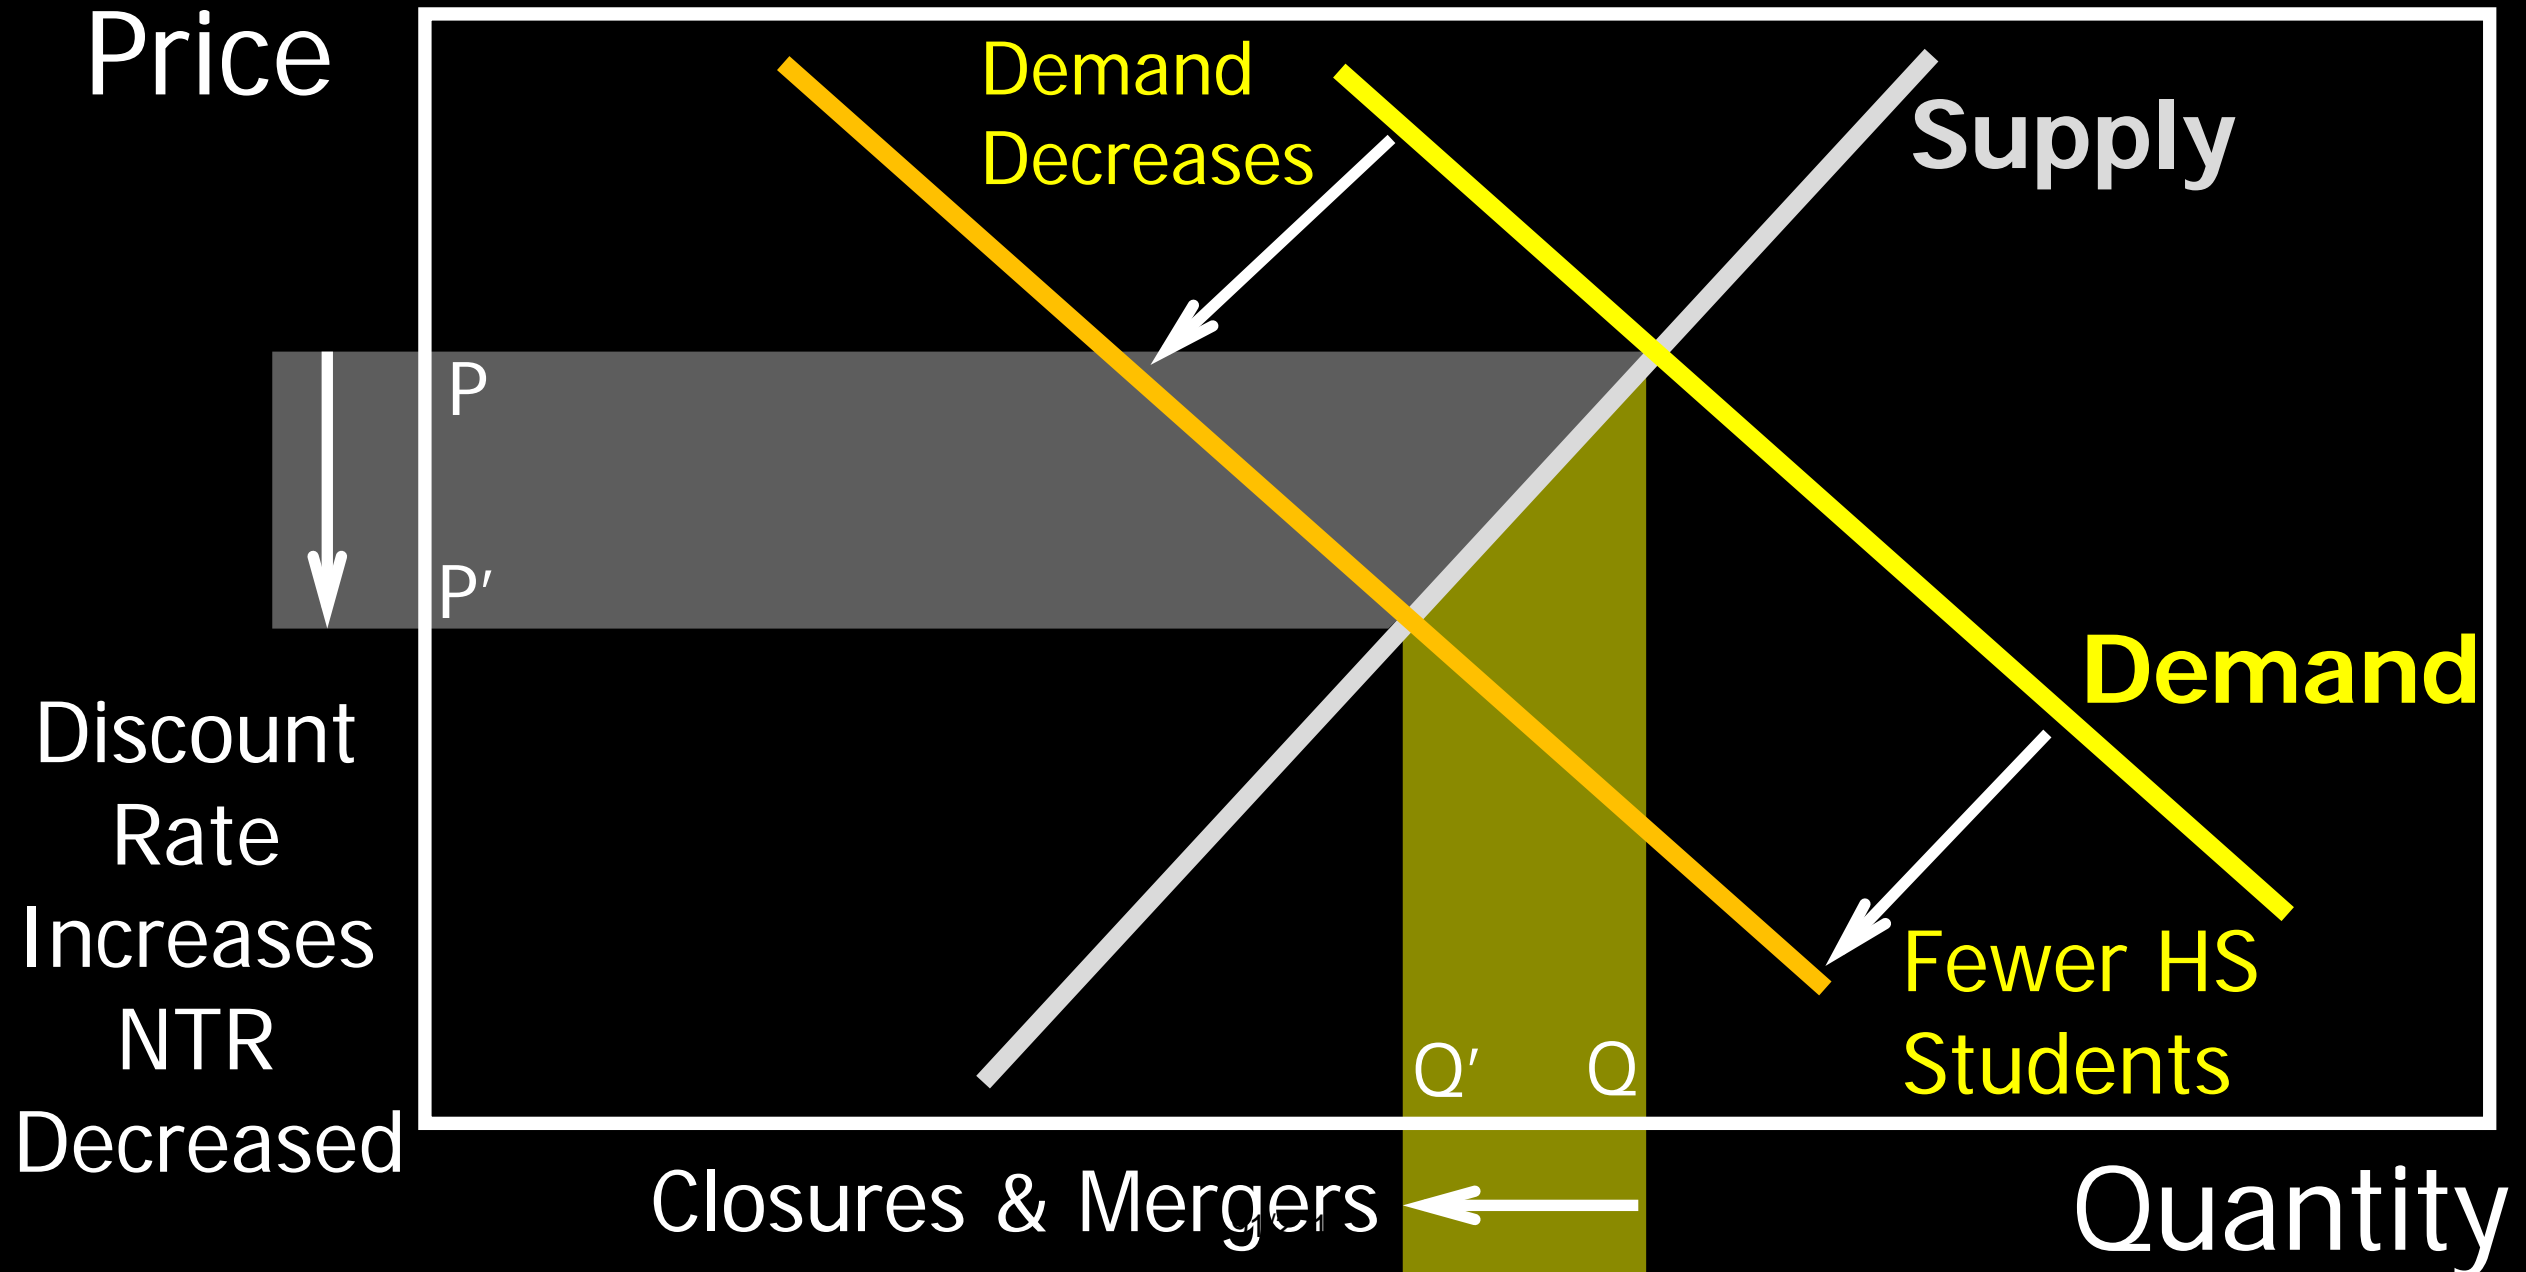 Price
Demand
Decreases
Supply
P
P'
Demand
Discount
Rate
Increases
NTR
Decreased
Fewer HS
Students
Q'
Q
Closures & Mergers
Quantity